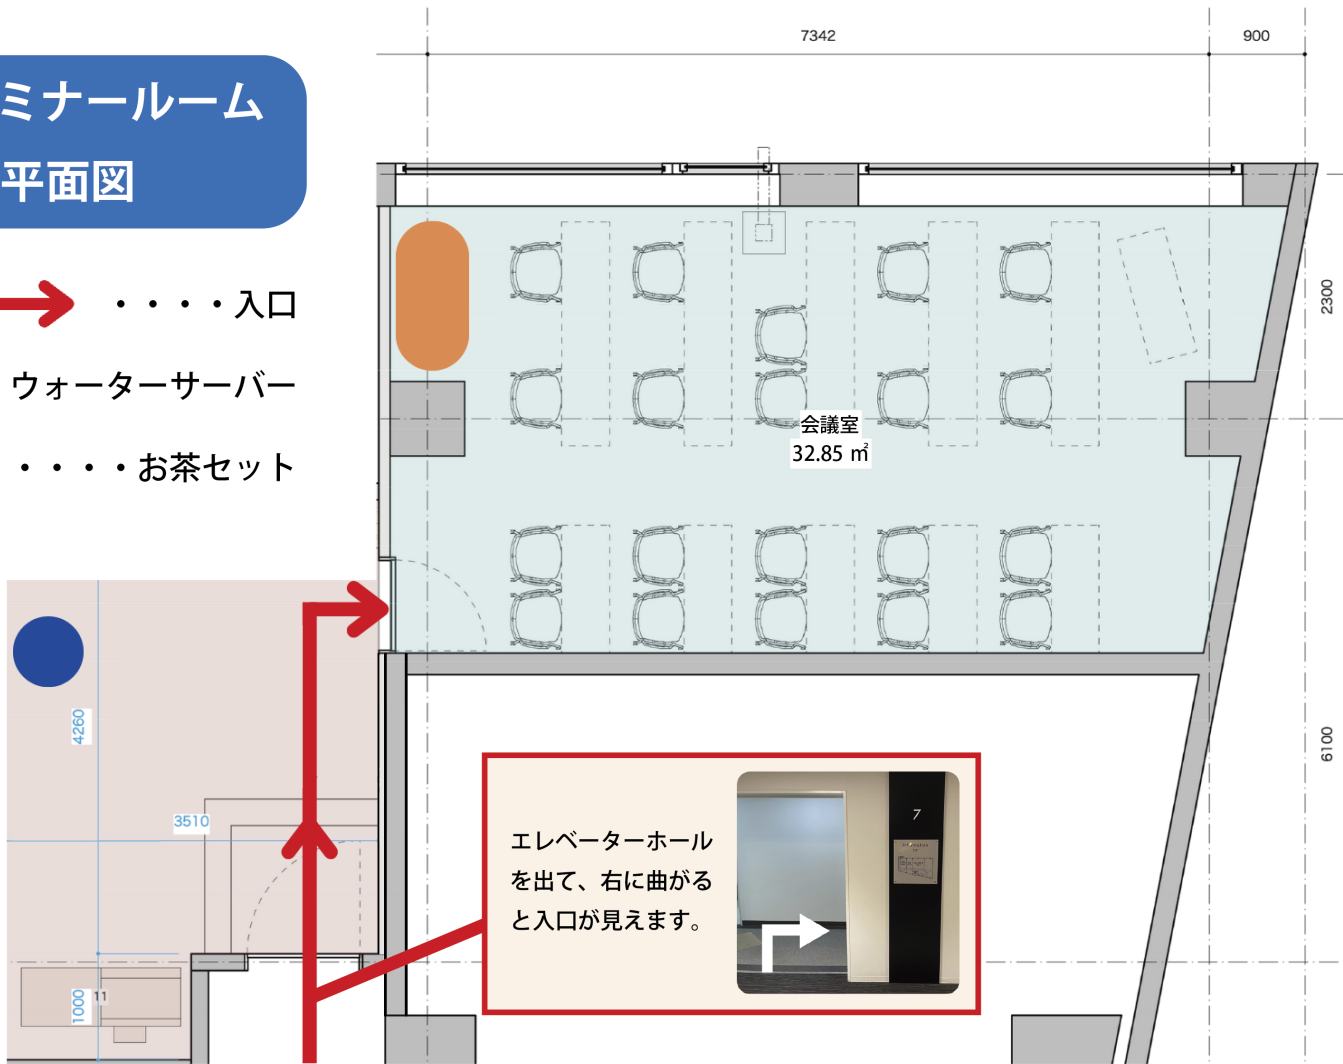 7342
900
ミナールーム
平面図
・・・・入口
ウォーターサーバー
・・・・お茶セット
2300
会議室
32.85 ㎡
4260
3510
6100
エレベーターホール
を出て、右に曲がる
と入口が見えます。
7
1000
11